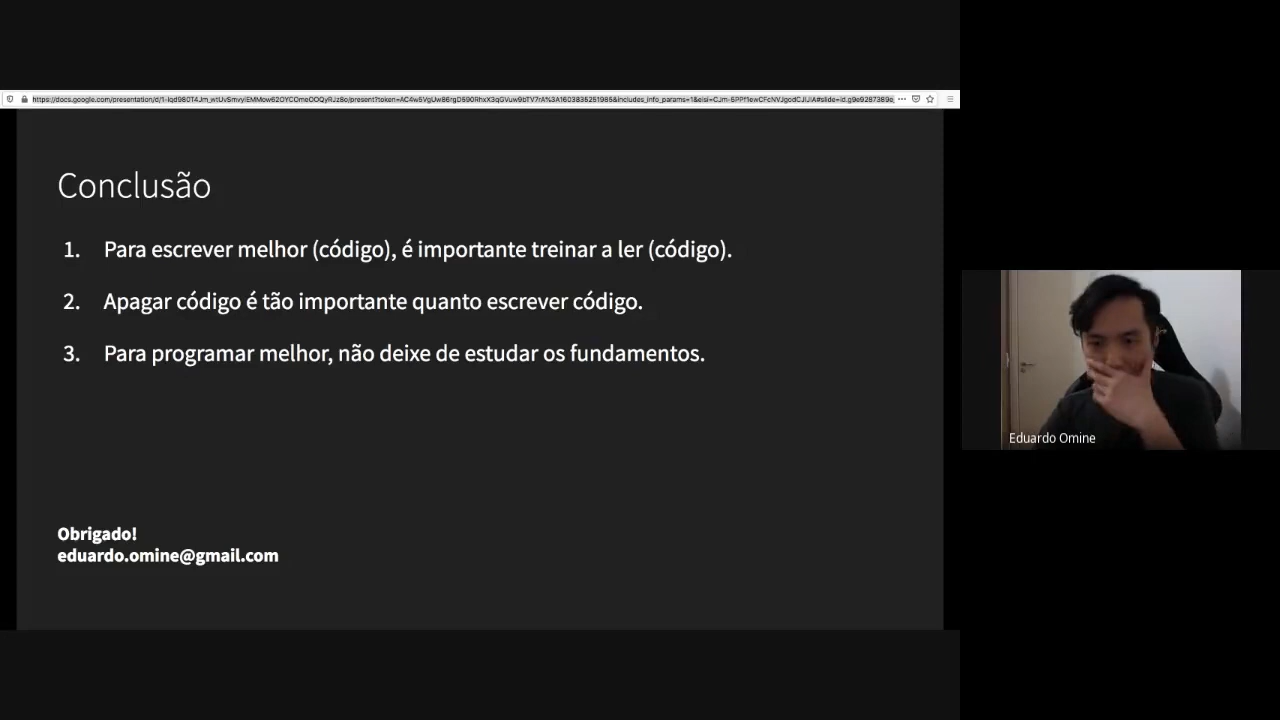 Conclusão
1. Para escrever melhor (código), é importante treinar a ler (código).
2. Apagar código é tão importante quanto escrever código.
3. Para programar melhor, não deixe de estudar os fundamentos.
Obrigado!
eduardo.omine@gmail.com
Eduardo Omine